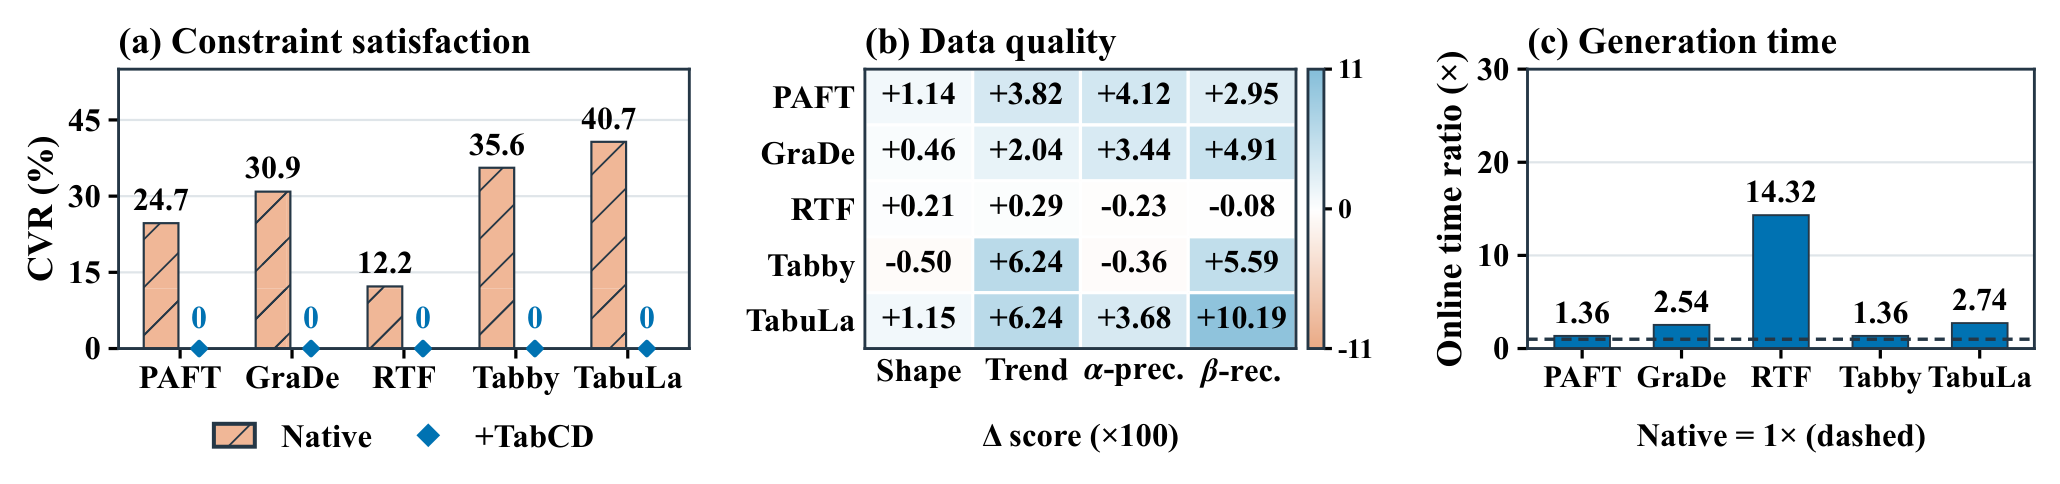 (a) Constraint satisfaction
CVR (%)
45
30
15
0
24.7
30.9
12.2
35.6
40.7
0
0
0
0
0
PAFT
GraDe
RTF
Tabby
TabuLa
Native
+TabCD
(b) Data quality
PAFT +1.14 +3.82 +4.12 +2.95
GraDe +0.46 +2.04 +3.44 +4.91
RTF +0.21 +0.29 -0.23 -0.08
Tabby -0.50 +6.24 -0.36 +5.59
TabuLa +1.15 +6.24 +3.68 +10.19
Shape Trend α-prec. β-rec.
Δ score (×100)
11
0
-11
(c) Generation time
Online time ratio (×)
30
20
10
0
1.36
2.54
14.32
1.36
2.74
PAFT
GraDe
RTF
Tabby
TabuLa
Native = 1× (dashed)